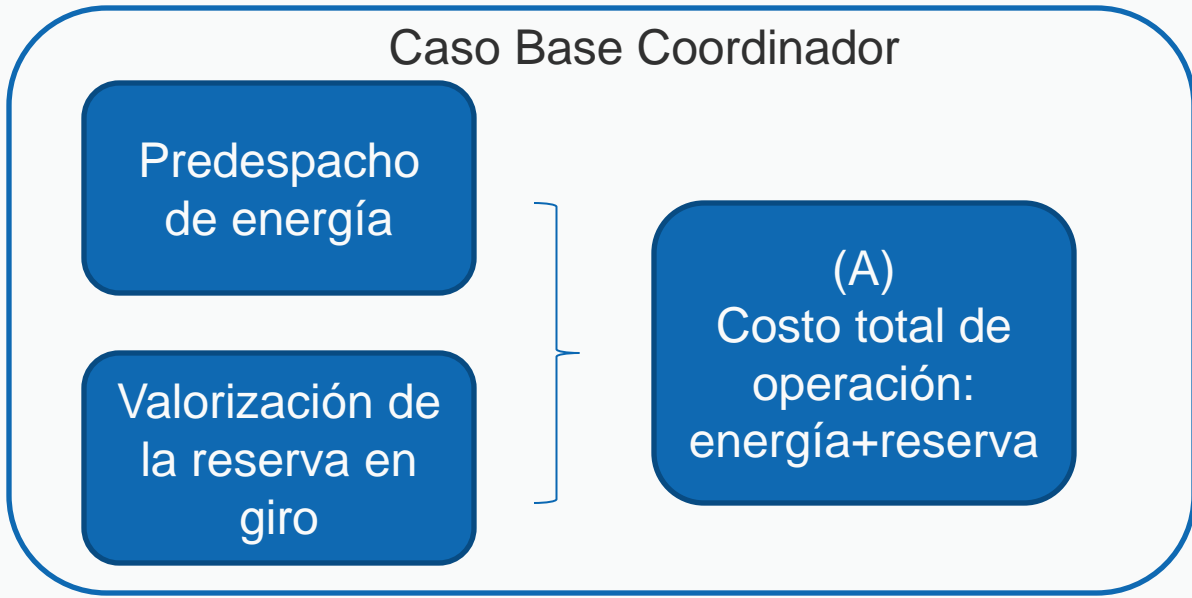 Caso Base Coordinador
Predespacho
de energía
Valorización de
la reserva en
giro
(A)
Costo total de
operación:
energía+reserva